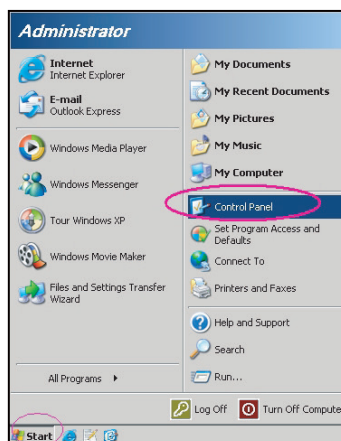 Administrator
Internet
Internet Explorer
E-mail
Outlook Express
Windows Media Player
Windows Messenger
Tour Windows XP
Windows Movie Maker
Files and Settings Transfer
Wizard
All Programs
My Documents
My Recent Documents
My Pictures
My Music
My Computer
Control Panel
Set Program Access and
Defaults
Connect To
Printers and Faxes
Help and Support
Search
Run...
Log Off
Turn Off Compute
Start